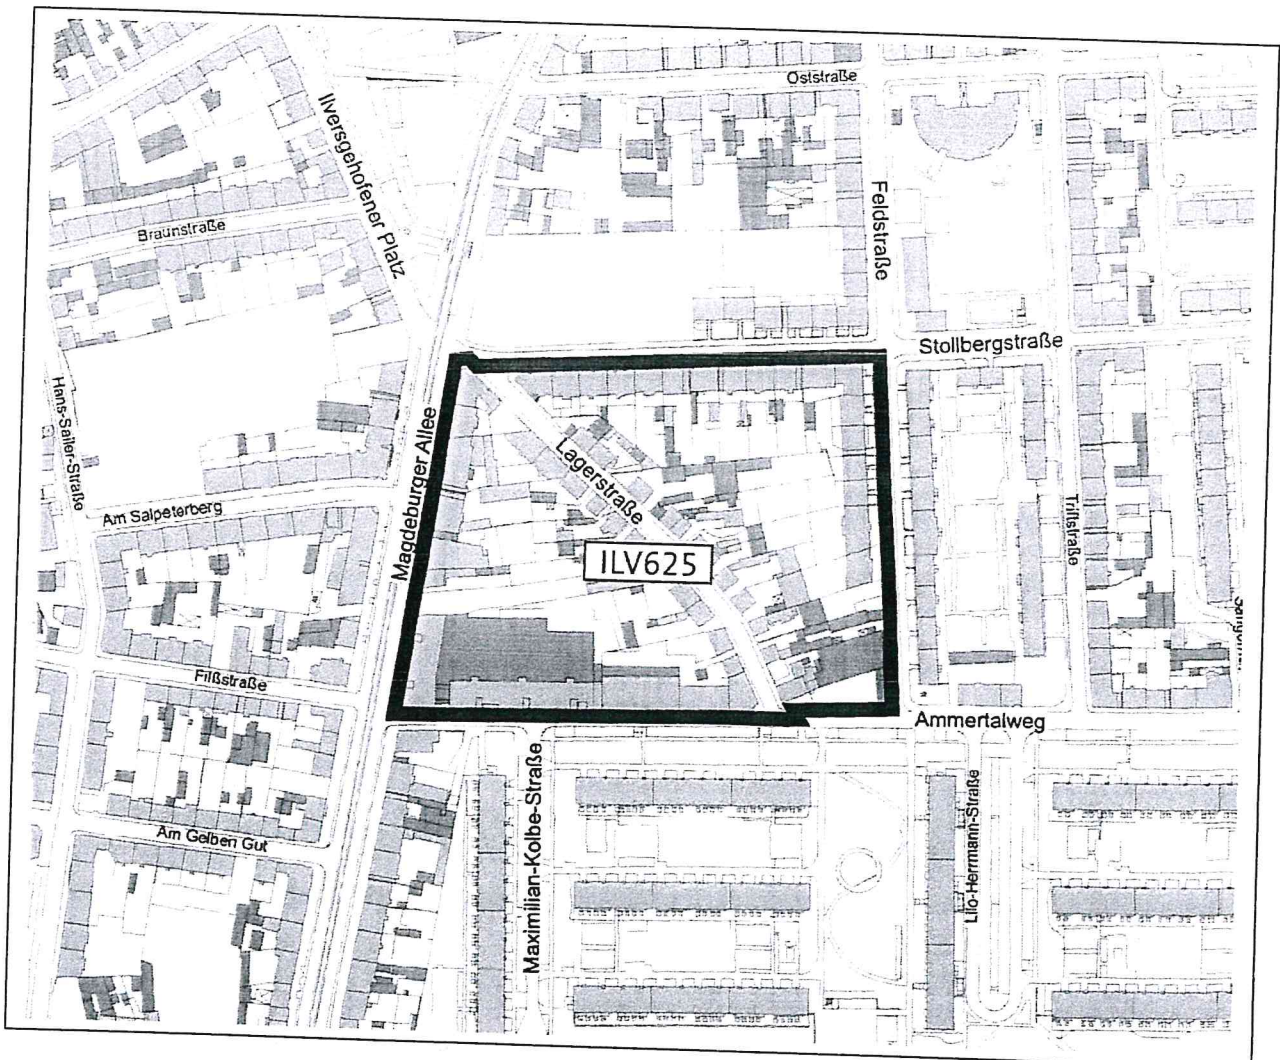 Oststraße
Ilversgehofener Platz
Braunstraße
Feldstraße
Stollbergstraße
Hans-Sailer-Straße
Magdeburger Allee
Lagerstraße
Am Salpeterberg
Triftstraße
ILV625
Filßstraße
Ammertalweg
Maximilian-Kolbe-Straße
Lilo-Herrmann-Straße
Am Gelben Gut